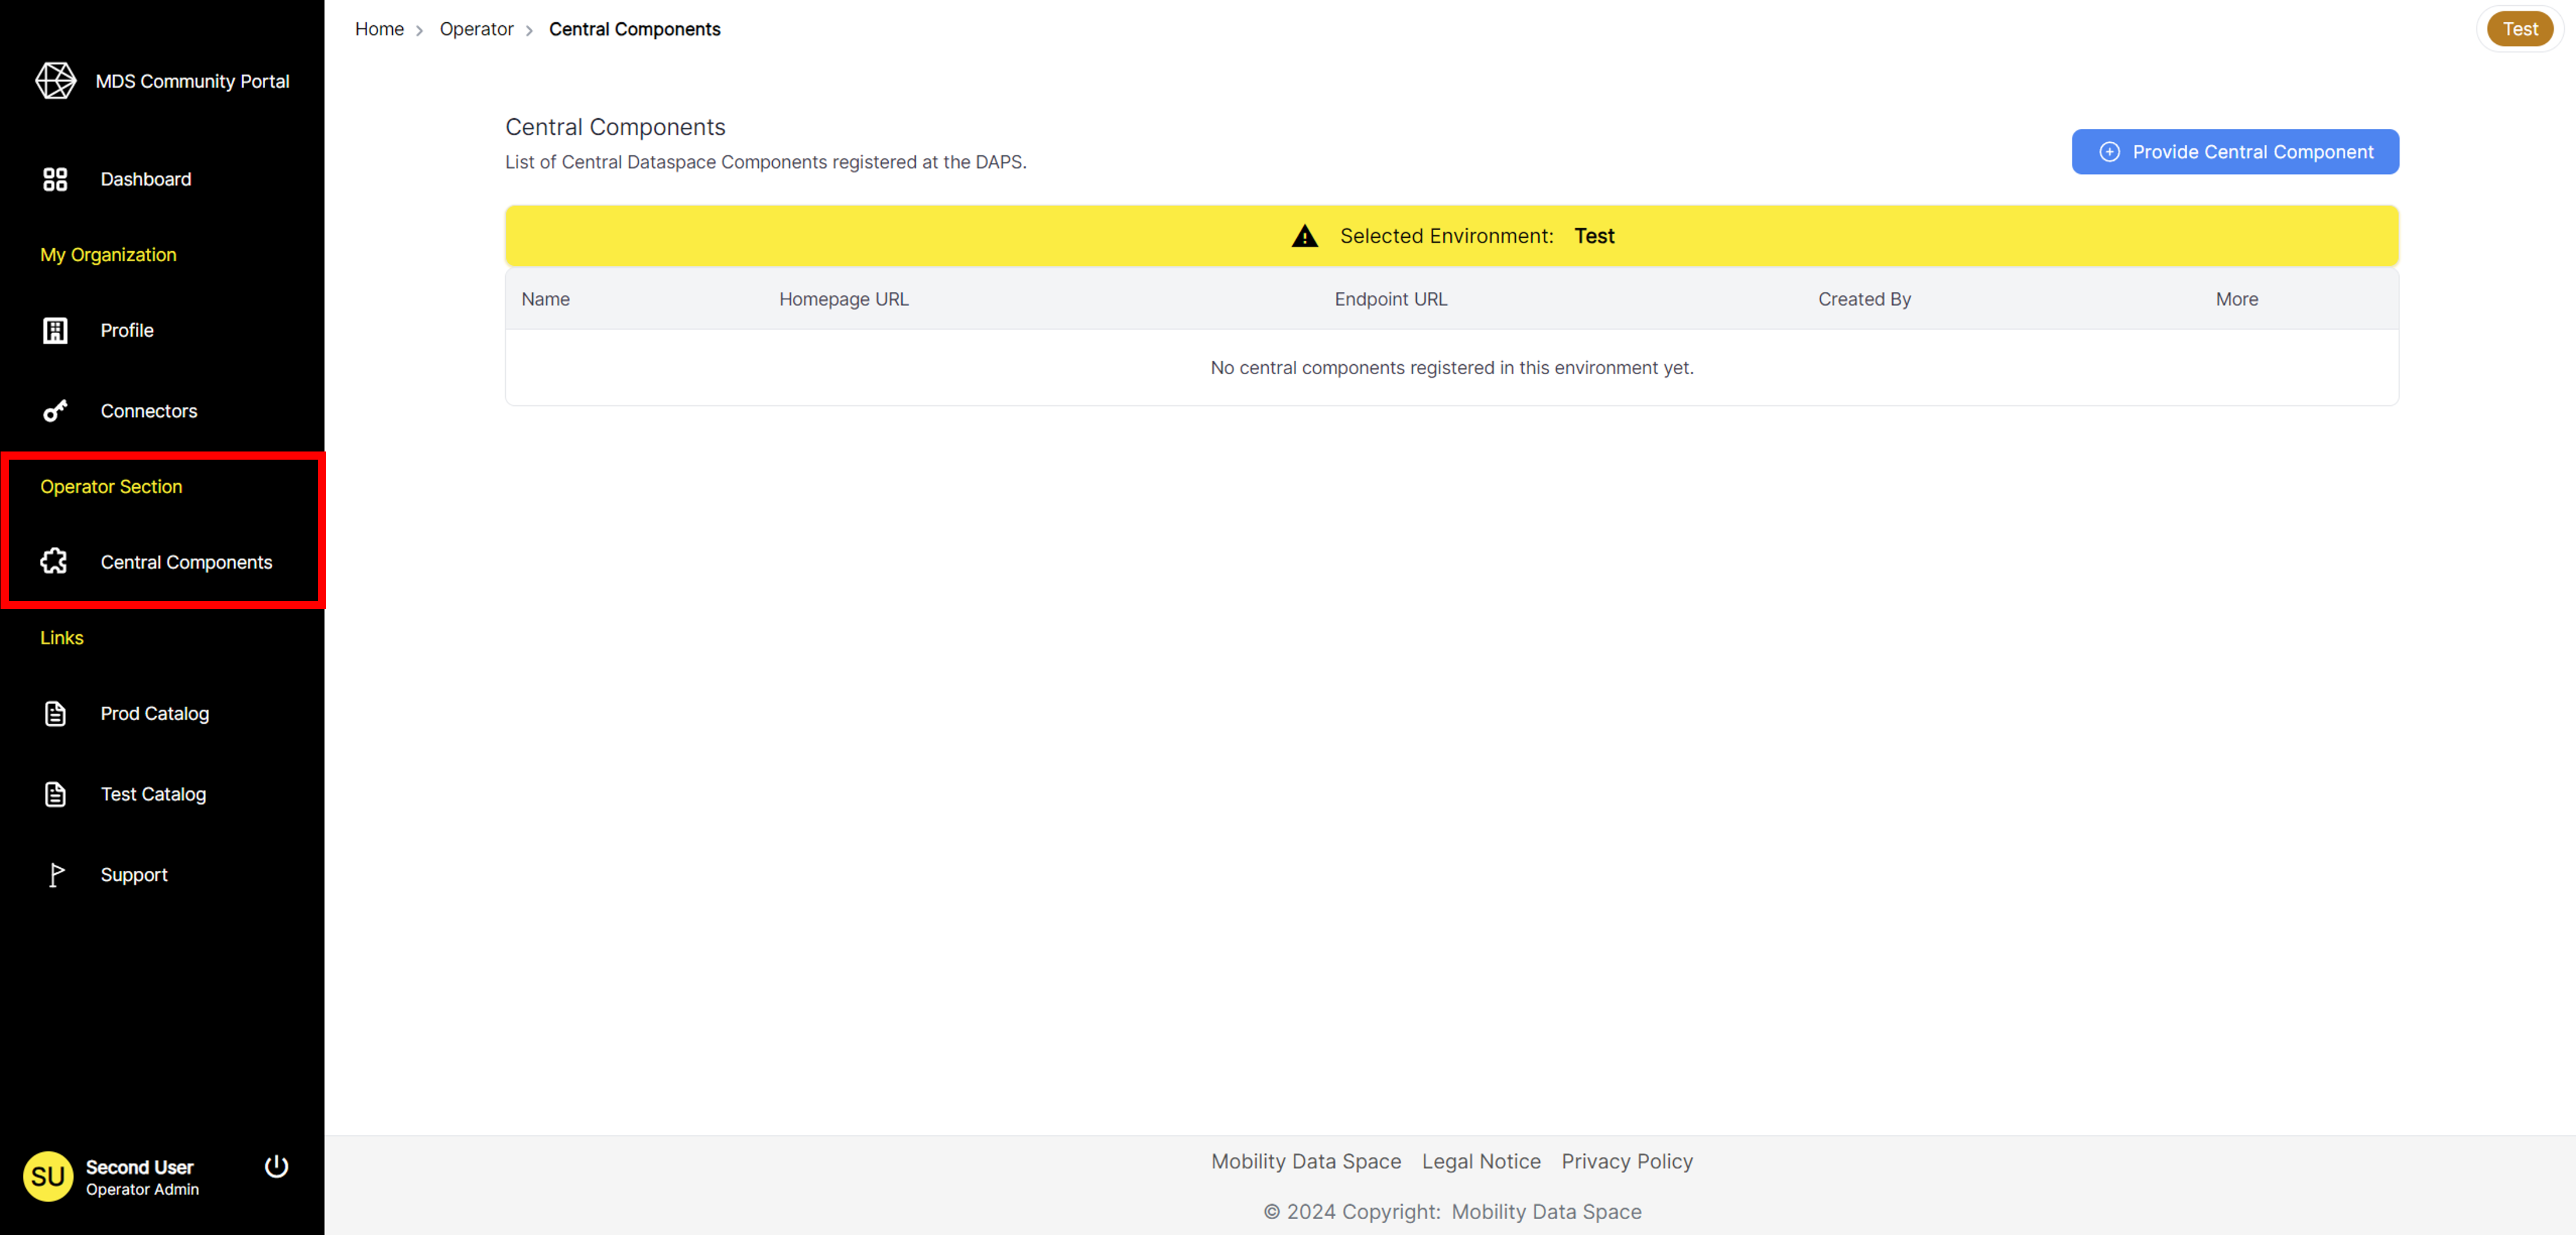 Home > Operator > Central Components
Test
MDS Community Portal
Dashboard
My Organization
Profile
Connectors
Operator Section
Central Components
Links
Prod Catalog
Test Catalog
Support
SU
Second User
Operator Admin
Central Components
List of Central Dataspace Components registered at the DAPS.
Provide Central Component
Selected Environment: Test
Name Homepage URL Endpoint URL Created By More
No central components registered in this environment yet.
Mobility Data Space Legal Notice Privacy Policy
© 2024 Copyright: Mobility Data Space